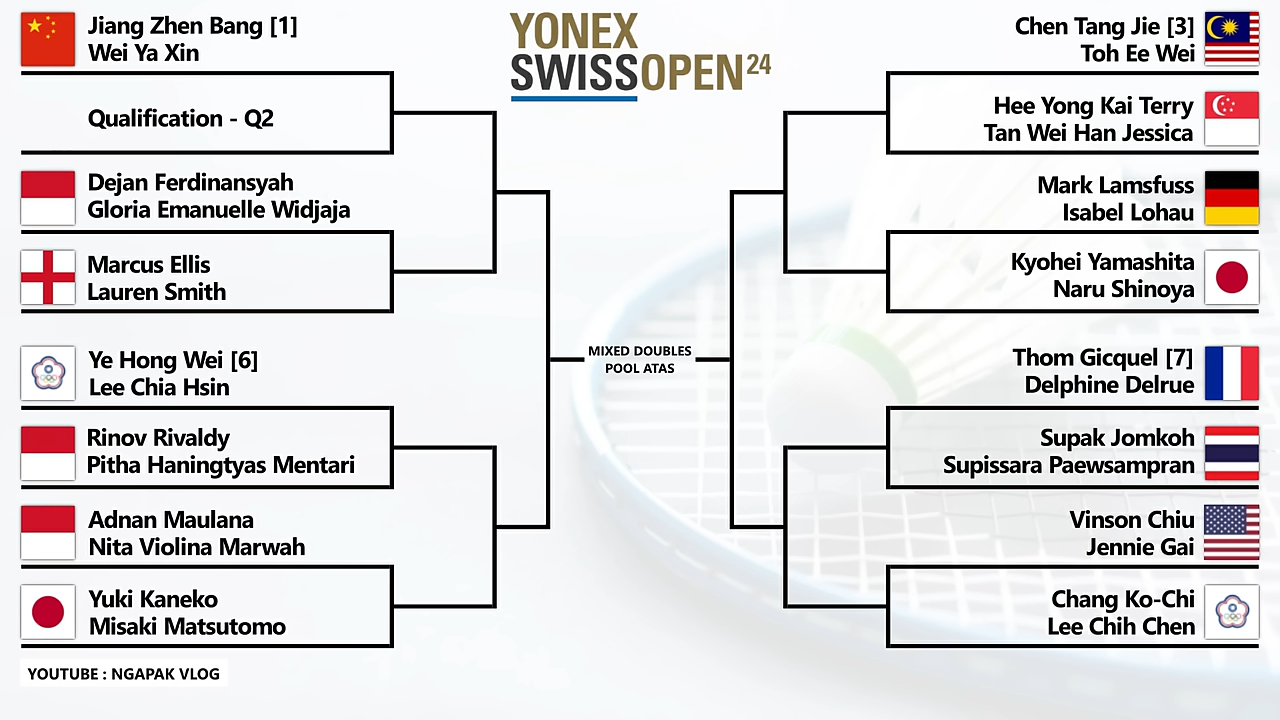 Jiang Zhen Bang [1]
Wei Ya Xin
Qualification - Q2
Dejan Ferdinansyah
Gloria Emanuelle Widjaja
Marcus Ellis
Lauren Smith
Ye Hong Wei [6]
Lee Chia Hsin
Rinov Rivaldy
Pitha Haningtyas Mentari
Adnan Maulana
Nita Violina Marwah
Yuki Kaneko
Misaki Matsutomo
YOUTUBE : NGAPAK VLOG
YONEX
SWISSOPEN24
MIXED DOUBLES
POOL ATAS
Chen Tang Jie [3]
Toh Ee Wei
Hee Yong Kai Terry
Tan Wei Han Jessica
Mark Lamsfuss
Isabel Lohau
Kyohei Yamashita
Naru Shinoya
Thom Gicquel [7]
Delphine Delrue
Supak Jomkoh
Supissara Paewsampran
Vinson Chiu
Jennie Gai
Chang Ko-Chi
Lee Chih Chen